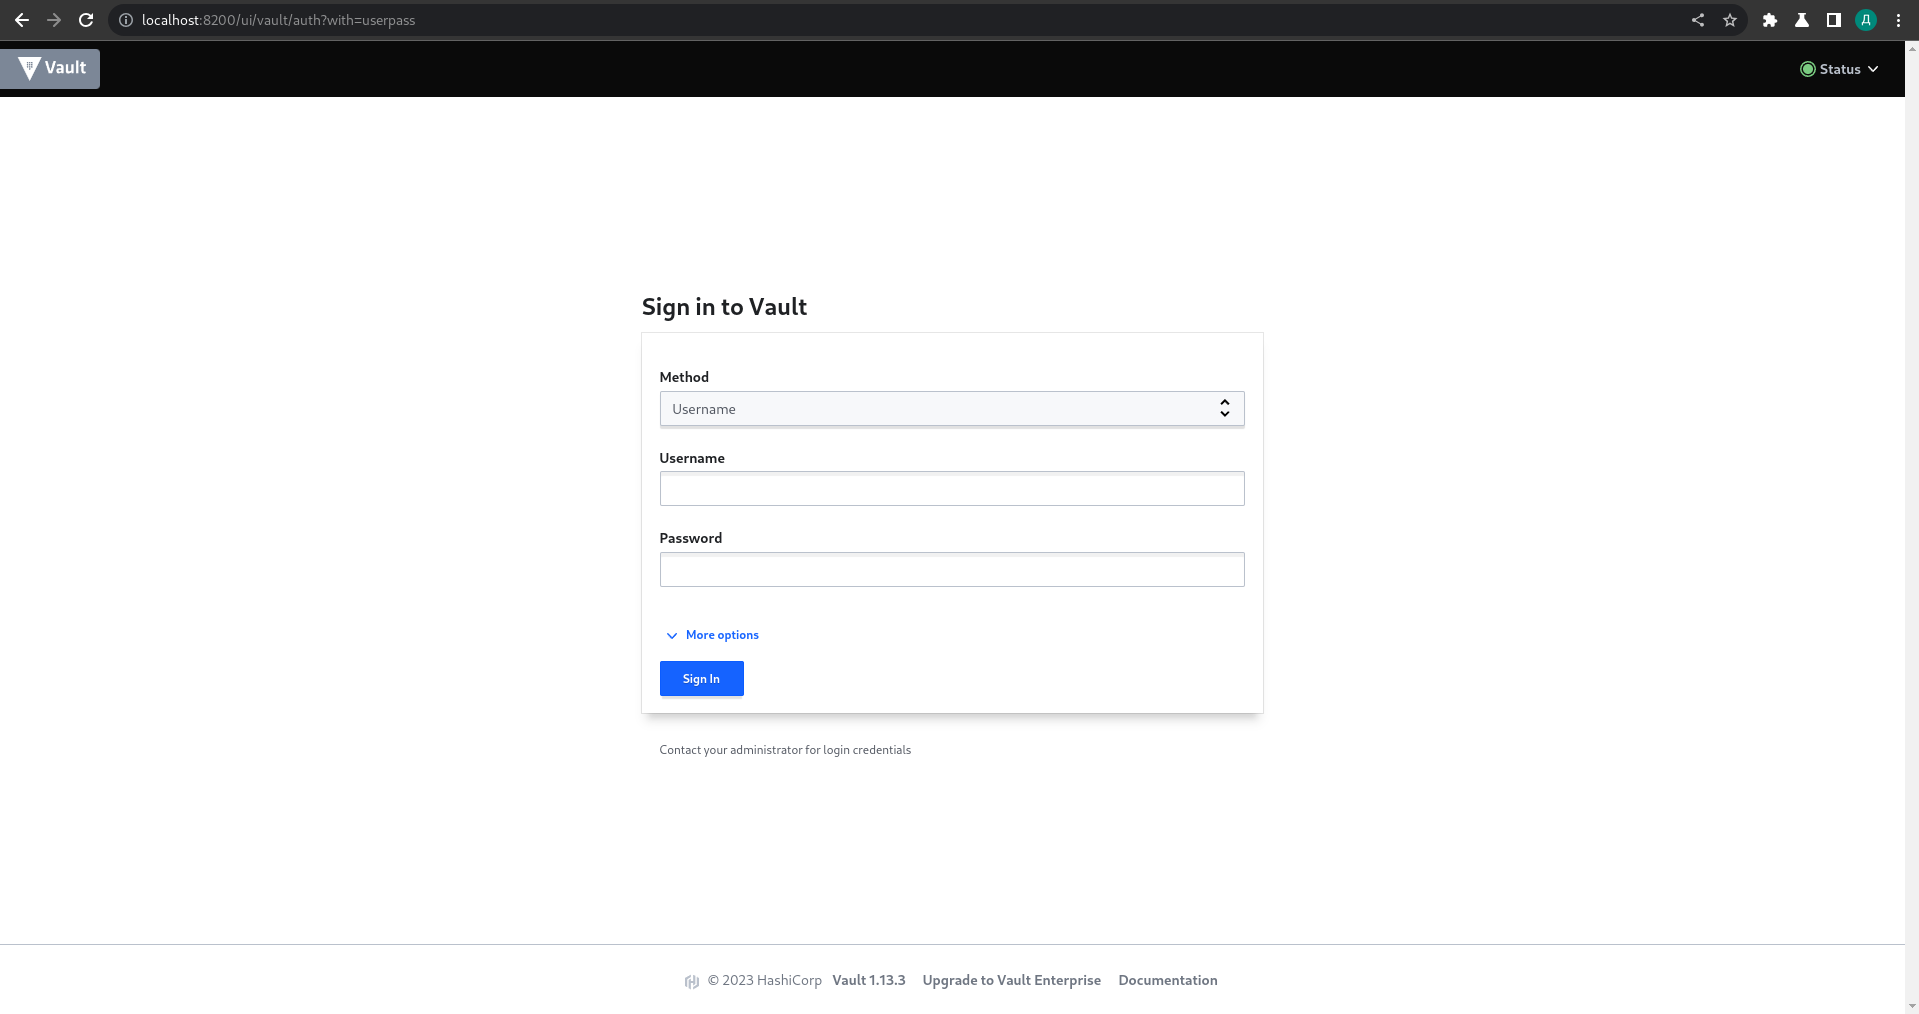 localhost:8200/ui/vault/auth?with=userpass
Д
Vault
Status
Sign in to Vault
Method
Username
Username
Password
More options
Sign In
Contact your administrator for login credentials
© 2023 HashiCorp Vault 1.13.3 Upgrade to Vault Enterprise Documentation